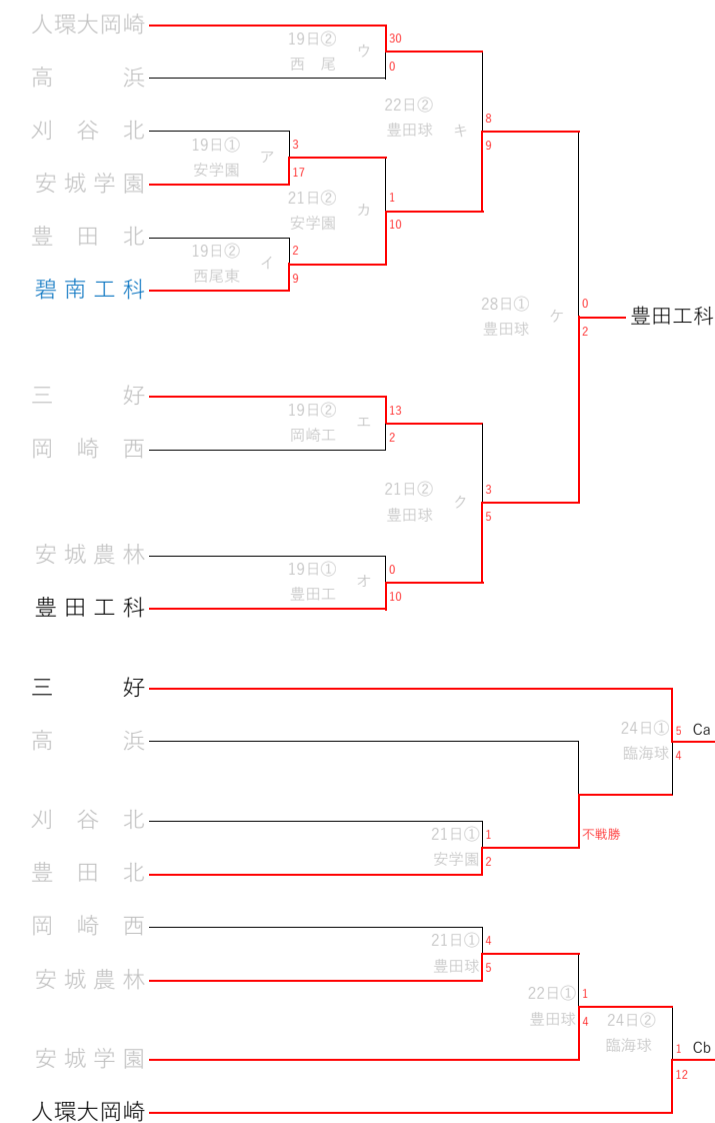 人環大岡崎
19日②
西　尾
ウ
30
0
高　浜
22日②
豊田球
キ
8
9
刈　谷　北
19日①
安学園
ア
3
17
安城学園
21日②
安学園
カ
1
10
豊　田　北
19日②
西尾東
イ
2
9
碧南工科
28日①
豊田球
ケ
0
2
豊田工科
三　好
19日②
岡崎工
エ
13
2
岡　崎　西
21日②
豊田球
ク
3
5
安城農林
19日①
豊田工
オ
0
10
豊田工科
三　好
24日①
臨海球
5
4
Ca
高　浜
不戦勝
刈　谷　北
21日①
安学園
1
2
豊　田　北
岡　崎　西
21日①
豊田球
4
5
安城農林
22日①
豊田球
1
4
24日②
臨海球
1
12
Cb
安城学園
人環大岡崎